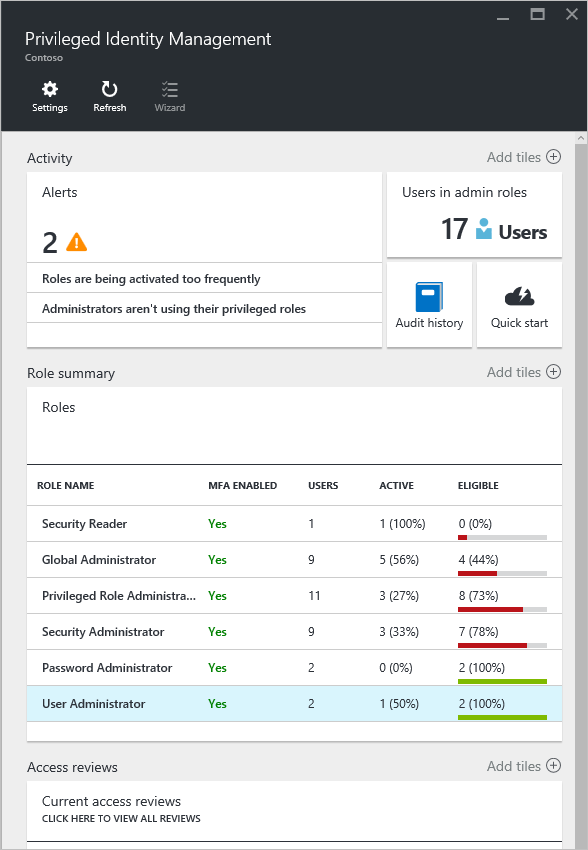 Privileged Identity Management
Contoso
Settings Refresh Wizard
Activity Add tiles
Alerts
2
Roles are being activated too frequently
Administrators aren't using their privileged roles
Users in admin roles
17 Users
Audit history Quick start
Role summary Add tiles
Roles
ROLE NAME MFA ENABLED USERS ACTIVE ELIGIBLE
Security Reader Yes 1 1 (100%) 0 (0%)
Global Administrator Yes 9 5 (56%) 4 (44%)
Privileged Role Administra... Yes 11 3 (27%) 8 (73%)
Security Administrator Yes 9 3 (33%) 7 (78%)
Password Administrator Yes 2 0 (0%) 2 (100%)
User Administrator Yes 2 1 (50%) 2 (100%)
Access reviews Add tiles
Current access reviews
CLICK HERE TO VIEW ALL REVIEWS